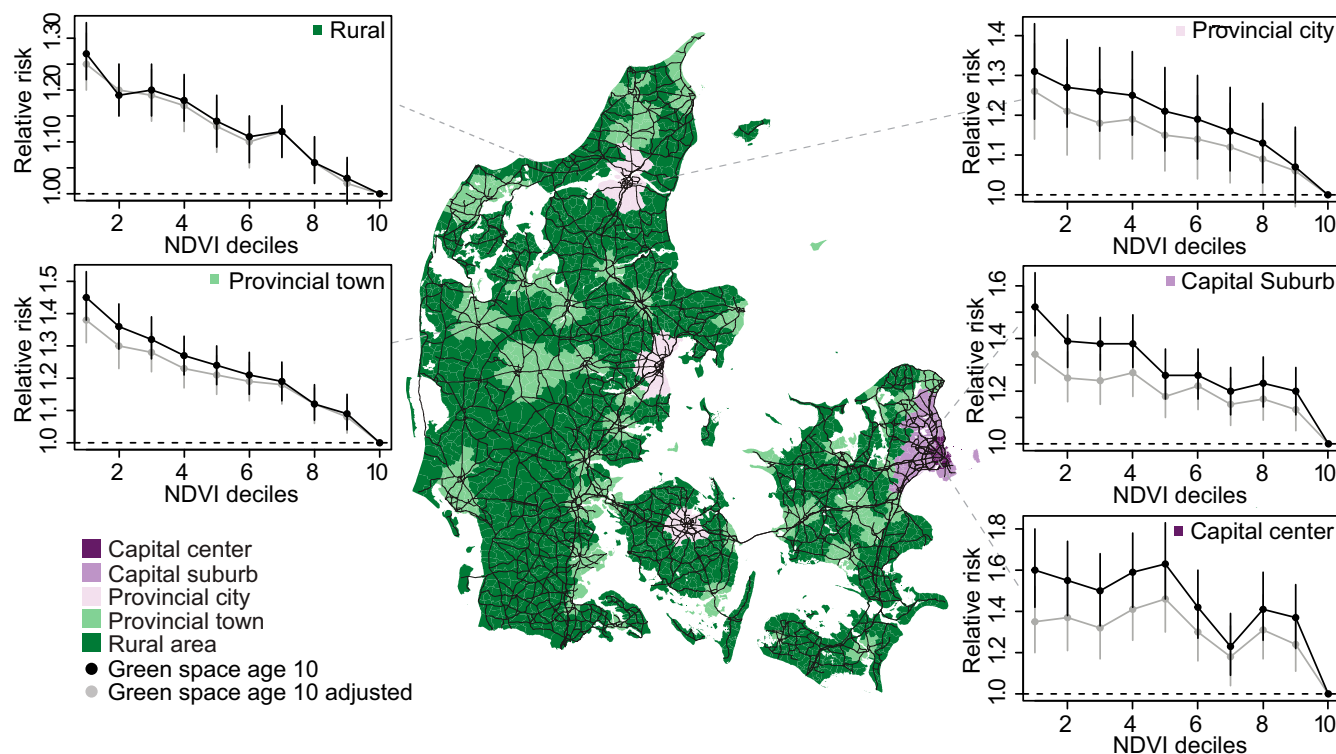 Rural
Relative risk
1.00
1.10
1.20
1.30
2
4
6
8
10
NDVI deciles
Provincial town
Relative risk
1.0
1.1
1.2
1.3
1.4
1.5
2
4
6
8
10
NDVI deciles
Capital center
Capital suburb
Provincial city
Provincial town
Rural area
Green space age 10
Green space age 10 adjusted
Provincial city
Relative risk
1.0
1.1
1.2
1.3
1.4
2
4
6
8
10
NDVI deciles
Capital Suburb
Relative risk
1.0
1.2
1.4
1.6
2
4
6
8
10
NDVI deciles
Capital center
Relative risk
1.0
1.2
1.4
1.6
1.8
2
4
6
8
10
NDVI deciles